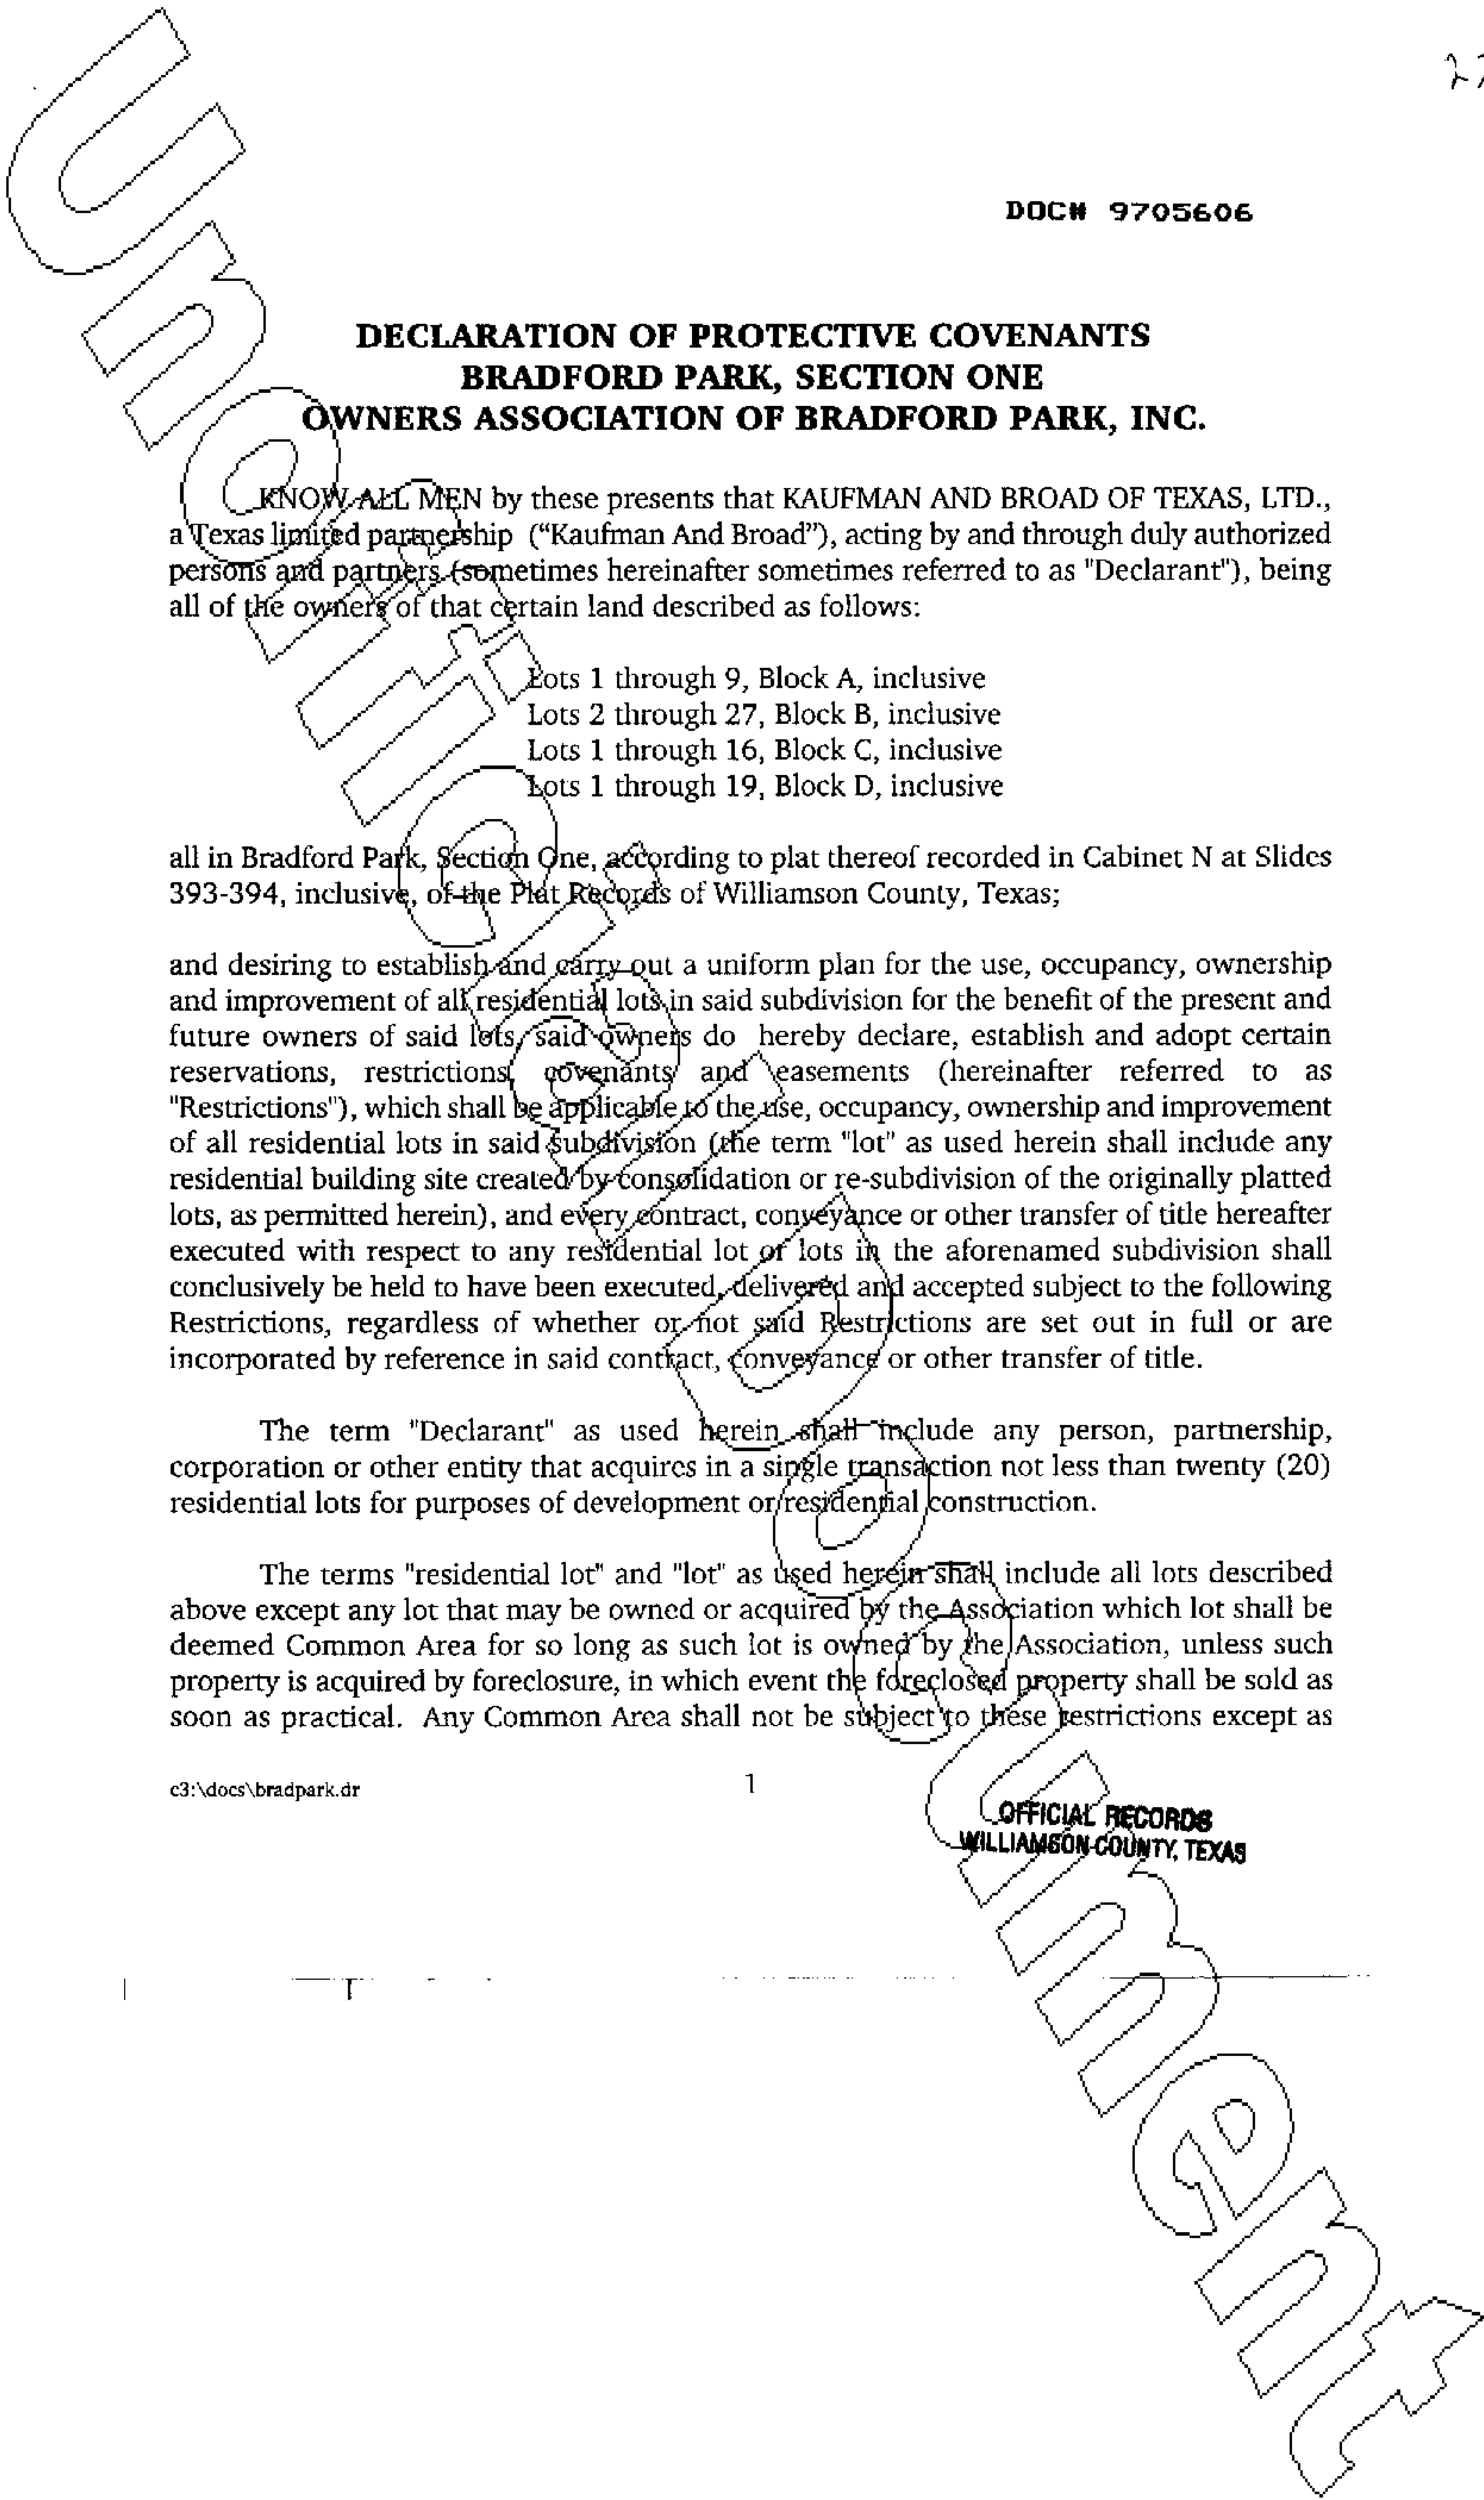 DOC# 9705606
DECLARATION OF PROTECTIVE COVENANTS
BRADFORD PARK, SECTION ONE
OWNERS ASSOCIATION OF BRADFORD PARK, INC.
KNOW ALL MEN by these presents that KAUFMAN AND BROAD OF TEXAS, LTD.,
a Texas limited partnership ("Kaufman And Broad"), acting by and through duly authorized
persons and partners (sometimes hereinafter sometimes referred to as "Declarant"), being
all of the owners of that certain land described as follows:
Lots 1 through 9, Block A, inclusive
Lots 2 through 27, Block B, inclusive
Lots 1 through 16, Block C, inclusive
Lots 1 through 19, Block D, inclusive
all in Bradford Park, Section One, according to plat thereof recorded in Cabinet N at Slides
393-394, inclusive, of the Plat Records of Williamson County, Texas;
and desiring to establish and carry out a uniform plan for the use, occupancy, ownership
and improvement of all residential lots in said subdivision for the benefit of the present and
future owners of said lots, said owners do hereby declare, establish and adopt certain
reservations, restrictions, covenants and easements (hereinafter referred to as
"Restrictions"), which shall be applicable to the use, occupancy, ownership and improvement
of all residential lots in said subdivision (the term "lot" as used herein shall include any
residential building site created by consolidation or re-subdivision of the originally platted
lots, as permitted herein), and every contract, conveyance or other transfer of title hereafter
executed with respect to any residential lot or lots in the aforenamed subdivision shall
conclusively be held to have been executed, delivered and accepted subject to the following
Restrictions, regardless of whether or not said Restrictions are set out in full or are
incorporated by reference in said contract, conveyance or other transfer of title.
The term "Declarant" as used herein shall include any person, partnership,
corporation or other entity that acquires in a single transaction not less than twenty (20)
residential lots for purposes of development or residential construction.
The terms "residential lot" and "lot" as used herein shall include all lots described
above except any lot that may be owned or acquired by the Association which lot shall be
deemed Common Area for so long as such lot is owned by the Association, unless such
property is acquired by foreclosure, in which event the foreclosed property shall be sold as
soon as practical. Any Common Area shall not be subject to these restrictions except as
c3:\docs\bradpark.dr
1
OFFICIAL RECORDS
WILLIAMSON COUNTY, TEXAS
Unofficial Document